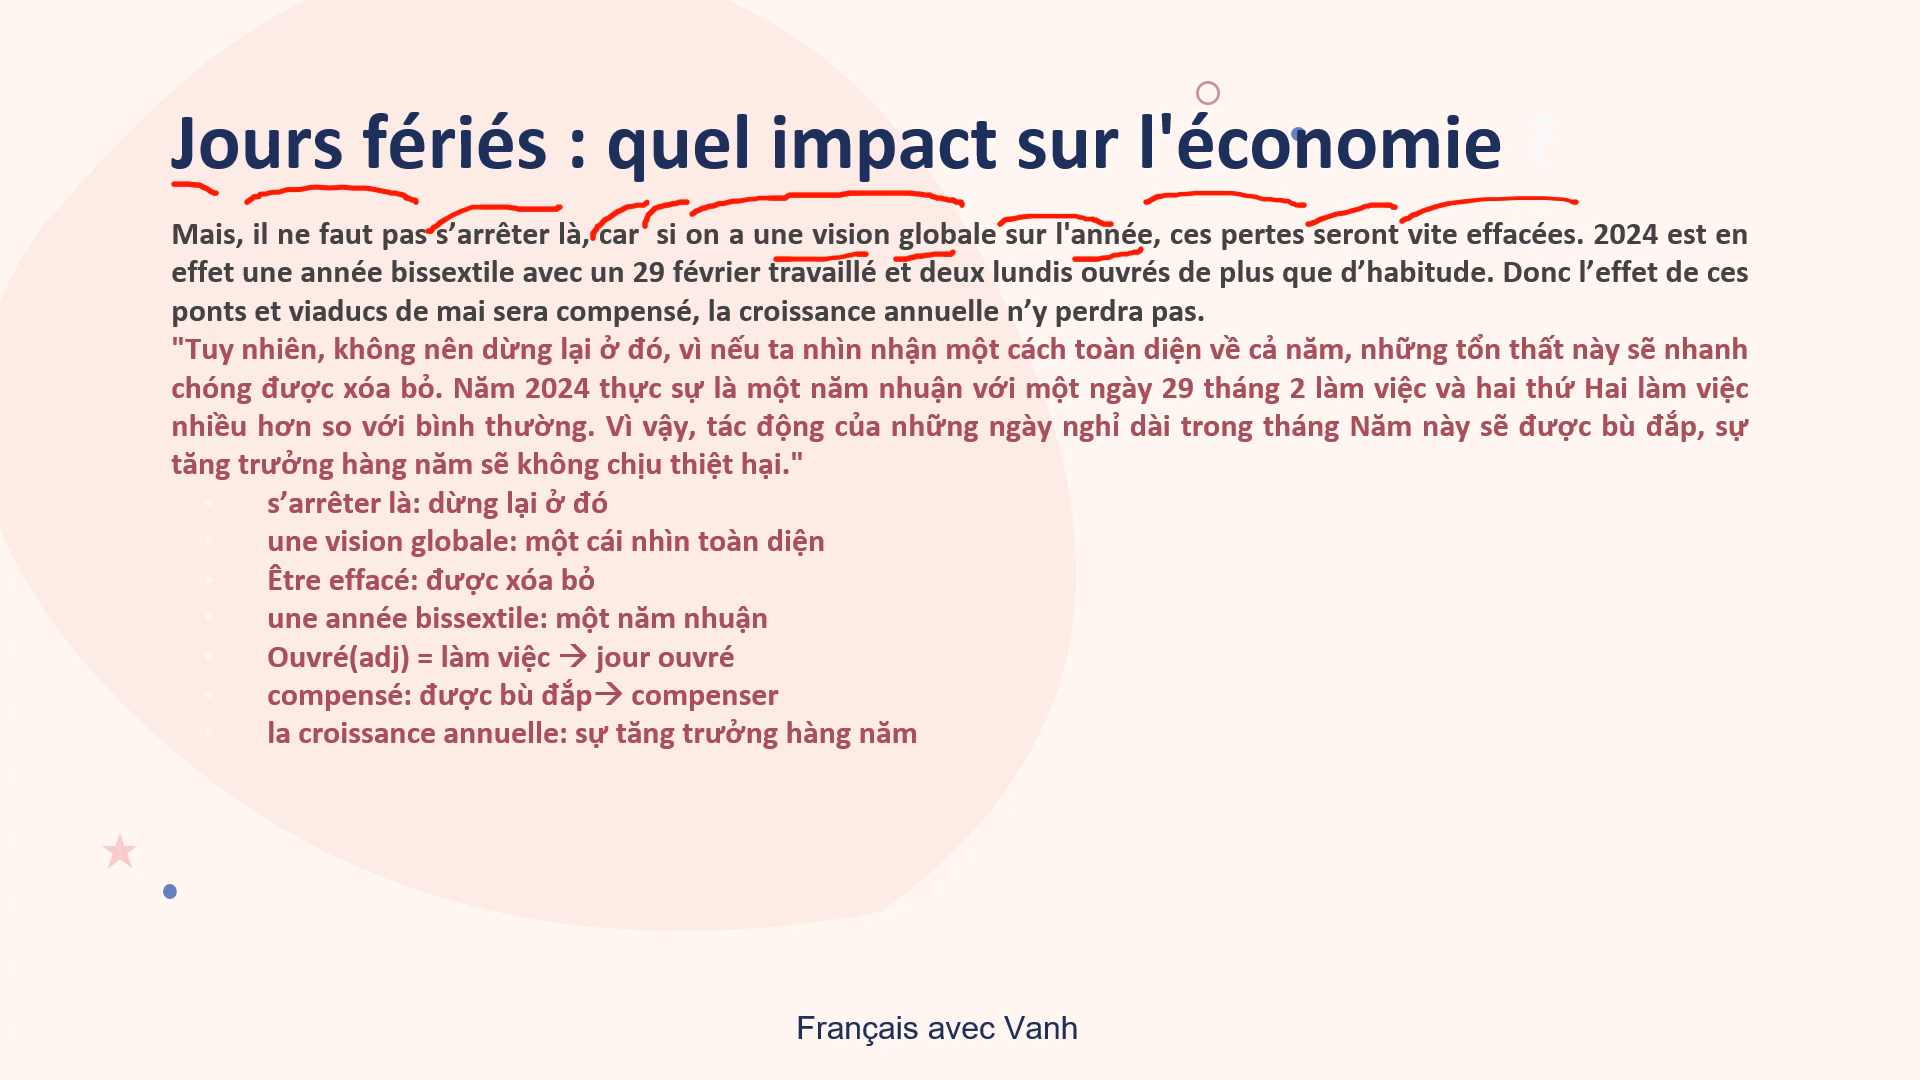 Jours fériés : quel impact sur l'économie ?
Mais, il ne faut pas s’arrêter là, car si on a une vision globale sur l'année, ces pertes seront vite effacées. 2024 est en
effet une année bissextile avec un 29 février travaillé et deux lundis ouvrés de plus que d’habitude. Donc l’effet de ces
ponts et viaducs de mai sera compensé, la croissance annuelle n’y perdra pas.
"Tuy nhiên, không nên dừng lại ở đó, vì nếu ta nhìn nhận một cách toàn diện về cả năm, những tổn thất này sẽ nhanh
chóng được xóa bỏ. Năm 2024 thực sự là một năm nhuận với một ngày 29 tháng 2 làm việc và hai thứ Hai làm việc
nhiều hơn so với bình thường. Vì vậy, tác động của những ngày nghỉ dài trong tháng Năm này sẽ được bù đắp, sự
tăng trưởng hàng năm sẽ không chịu thiệt hại."
• s’arrêter là: dừng lại ở đó
• une vision globale: một cái nhìn toàn diện
• Être effacé: được xóa bỏ
• une année bissextile: một năm nhuận
• Ouvré(adj) = làm việc → jour ouvré
• compensé: được bù đắp→ compenser
• la croissance annuelle: sự tăng trưởng hàng năm
Français avec Vanh